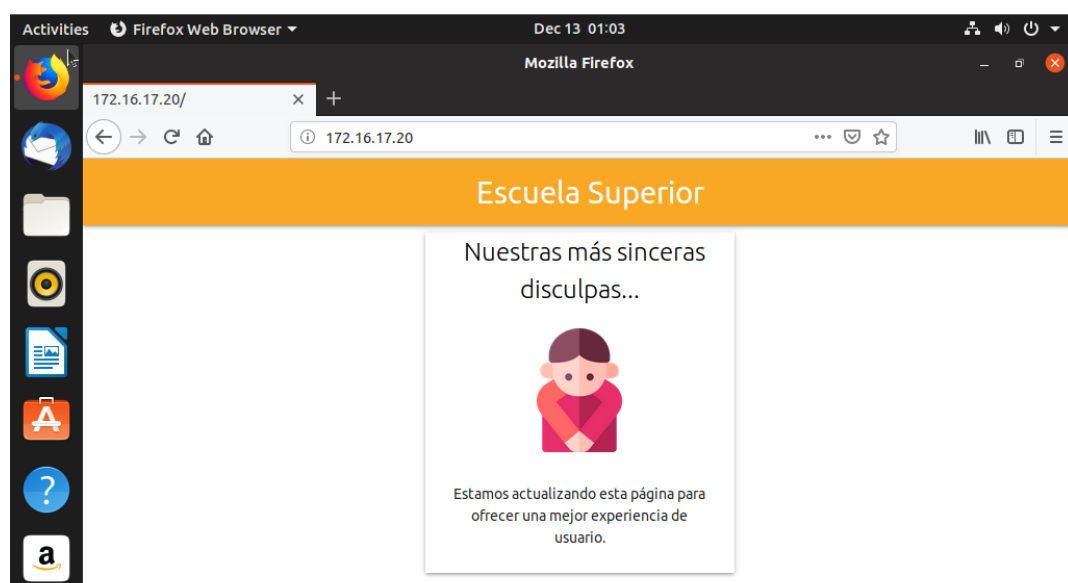 Activities Firefox Web Browser Dec 13 01:03
Mozilla Firefox
172.16.17.20/
172.16.17.20
Escuela Superior
Nuestras más sinceras
disculpas...
Estamos actualizando esta página para
ofrecer una mejor experiencia de
usuario.